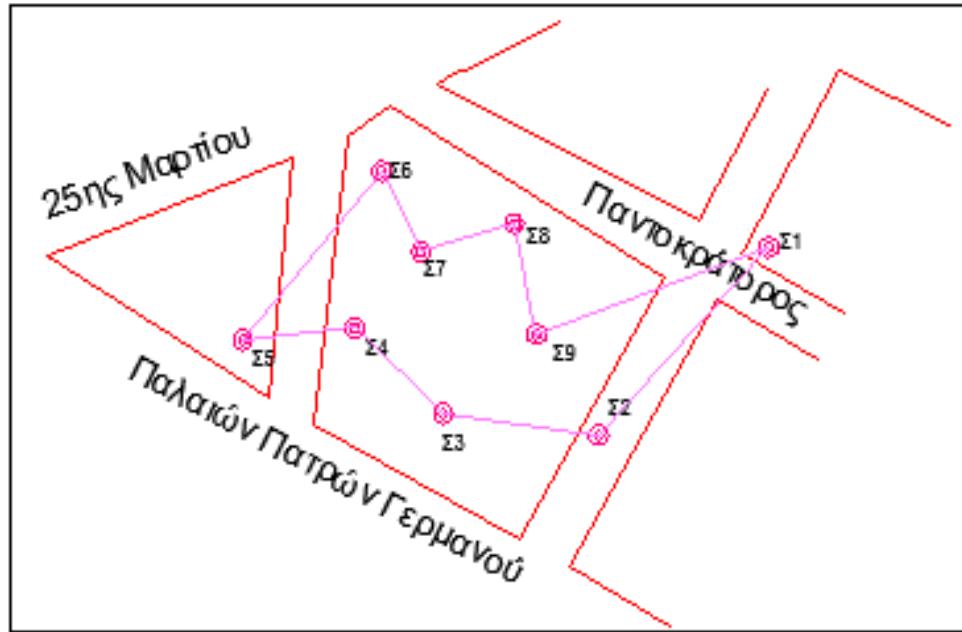 25ης Μαρτίου
Σ6
Σ8
Παντοκράτορος
Σ1
Σ7
Σ4
Σ9
Σ5
Σ2
Σ3
Παλαιών Πατρών Γερμανού